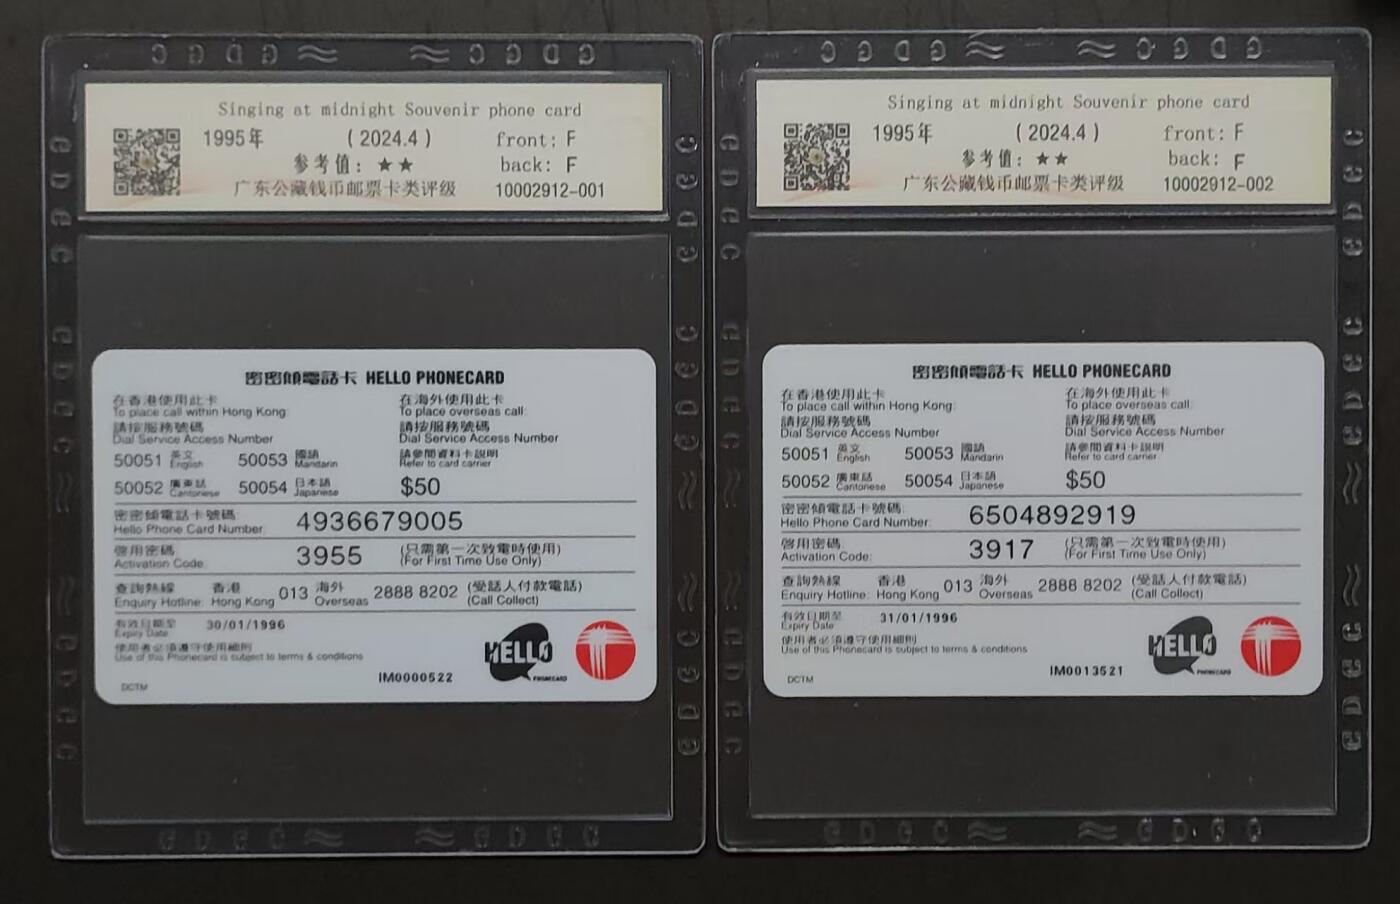 Singing at midnight Souvenir phone card
1995年 (2024.4) front: F
参考值: ★★ back: F
广东公藏钱币邮票卡类评级 10002912-001
密密傾電話卡 HELLO PHONECARD
在香港使用此卡 在海外使用此卡
To place call within Hong Kong: To place overseas call:
請按服務號碼 請按服務號碼
Dial Service Access Number Dial Service Access Number
50051 英文 50053 國語 請參閱資料卡說明
English Mandarin Refer to card carrier
50052 廣東話 50054 日本語 $50
Cantonese Japanese
密密傾電話卡號碼: 4936679005
Hello Phone Card Number:
啓用密碼: 3955 (只需第一次致電時使用)
Activation Code: (For First Time Use Only)
查詢熱線 香港 013 海外 2888 8202 (受話人付款電話)
Enquiry Hotline: Hong Kong Overseas (Call Collect)
有效日期至 30/01/1996
Expiry Date
使用者必須遵守使用細則
Use of this Phonecard is subject to terms & conditions
IM0000522
HELLO
PHONECARD
DCTM
Singing at midnight Souvenir phone card
1995年 (2024.4) front: F
参考值: ★★ back: F
广东公藏钱币邮票卡类评级 10002912-002
密密傾電話卡 HELLO PHONECARD
在香港使用此卡 在海外使用此卡
To place call within Hong Kong: To place overseas call:
請按服務號碼 請按服務號碼
Dial Service Access Number Dial Service Access Number
50051 英文 50053 國語 請參閱資料卡說明
English Mandarin Refer to card carrier
50052 廣東話 50054 日本語 $50
Cantonese Japanese
密密傾電話卡號碼: 6504892919
Hello Phone Card Number:
啓用密碼: 3917 (只需第一次致電時使用)
Activation Code: (For First Time Use Only)
查詢熱線 香港 013 海外 2888 8202 (受話人付款電話)
Enquiry Hotline: Hong Kong Overseas (Call Collect)
有效日期至 31/01/1996
Expiry Date
使用者必須遵守使用細則
Use of this Phonecard is subject to terms & conditions
IM0013521
HELLO
PHONECARD
DCTM